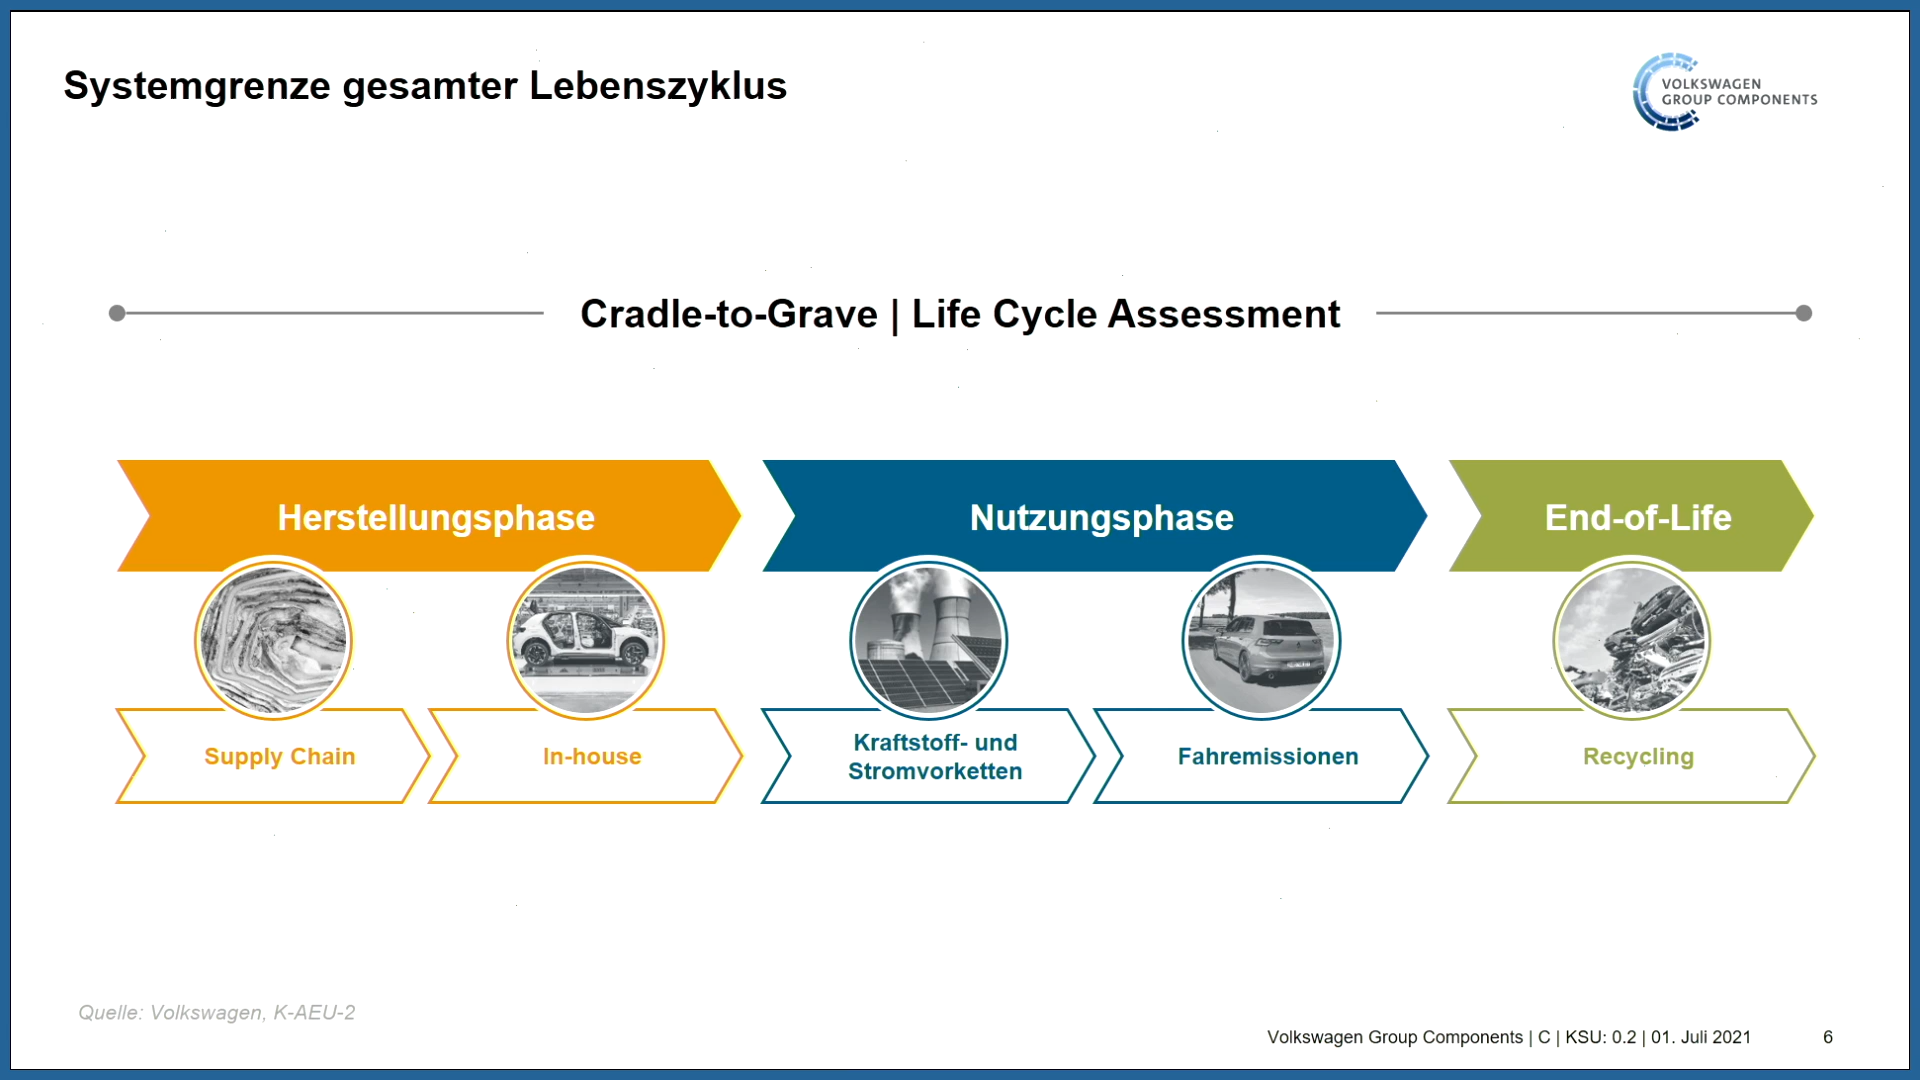 Systemgrenze gesamter Lebenszyklus
VOLKSWAGEN
GROUP COMPONENTS
Cradle-to-Grave | Life Cycle Assessment
Herstellungsphase
Nutzungsphase
End-of-Life
Supply Chain
In-house
Kraftstoff- und
Stromvorketten
Fahremissionen
Recycling
Quelle: Volkswagen, K-AEU-2
Volkswagen Group Components | C | KSU: 0.2 | 01. Juli 2021
6